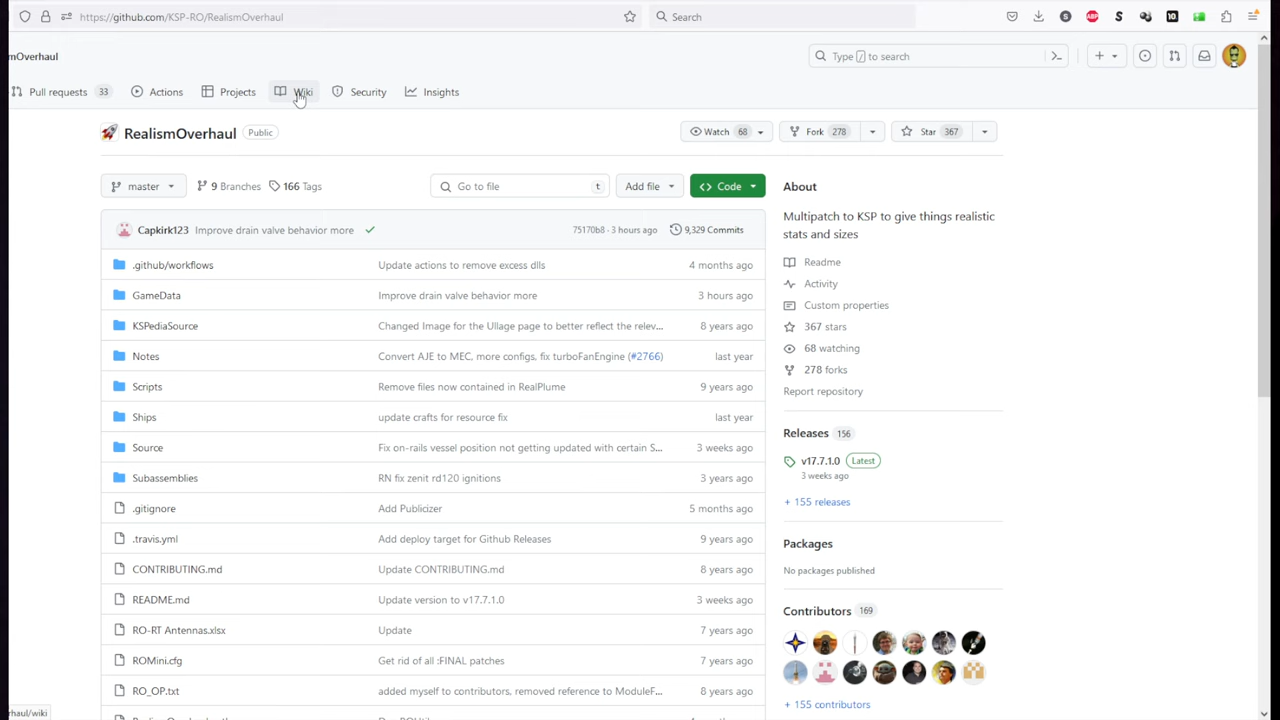 https://github.com/KSP-RO/RealismOverhaul
Search
mOverhaul
Type / to search
Pull requests 33 Actions Projects Wiki Security Insights
RealismOverhaul Public
Watch 68 Fork 278 Star 367
master 9 Branches 166 Tags Go to file t Add file <> Code
Capkirk123 Improve drain valve behavior more 75170b8 · 3 hours ago 9,329 Commits
.github/workflows Update actions to remove excess dlls 4 months ago
GameData Improve drain valve behavior more 3 hours ago
KSPediaSource Changed Image for the Ullage page to better reflect the relev... 8 years ago
Notes Convert AJE to MEC, more configs, fix turboFanEngine (#2766) last year
Scripts Remove files now contained in RealPlume 9 years ago
Ships update crafts for resource fix last year
Source Fix on-rails vessel position not getting updated with certain S... 3 weeks ago
Subassemblies RN fix zenit rd120 ignitions 3 years ago
.gitignore Add Publicizer 5 months ago
.travis.yml Add deploy target for Github Releases 9 years ago
CONTRIBUTING.md Update CONTRIBUTING.md 8 years ago
README.md Update version to v17.7.1.0 3 weeks ago
RO-RT Antennas.xlsx Update 7 years ago
ROMini.cfg Get rid of all :FINAL patches 7 years ago
RO_OP.txt added myself to contributors, removed reference to ModuleF... 8 years ago
About
Multipatch to KSP to give things realistic
stats and sizes
Readme
Activity
Custom properties
367 stars
68 watching
278 forks
Report repository
Releases 156
v17.7.1.0 Latest
3 weeks ago
+ 155 releases
Packages
No packages published
Contributors 169
+ 155 contributors
rhaul/wiki